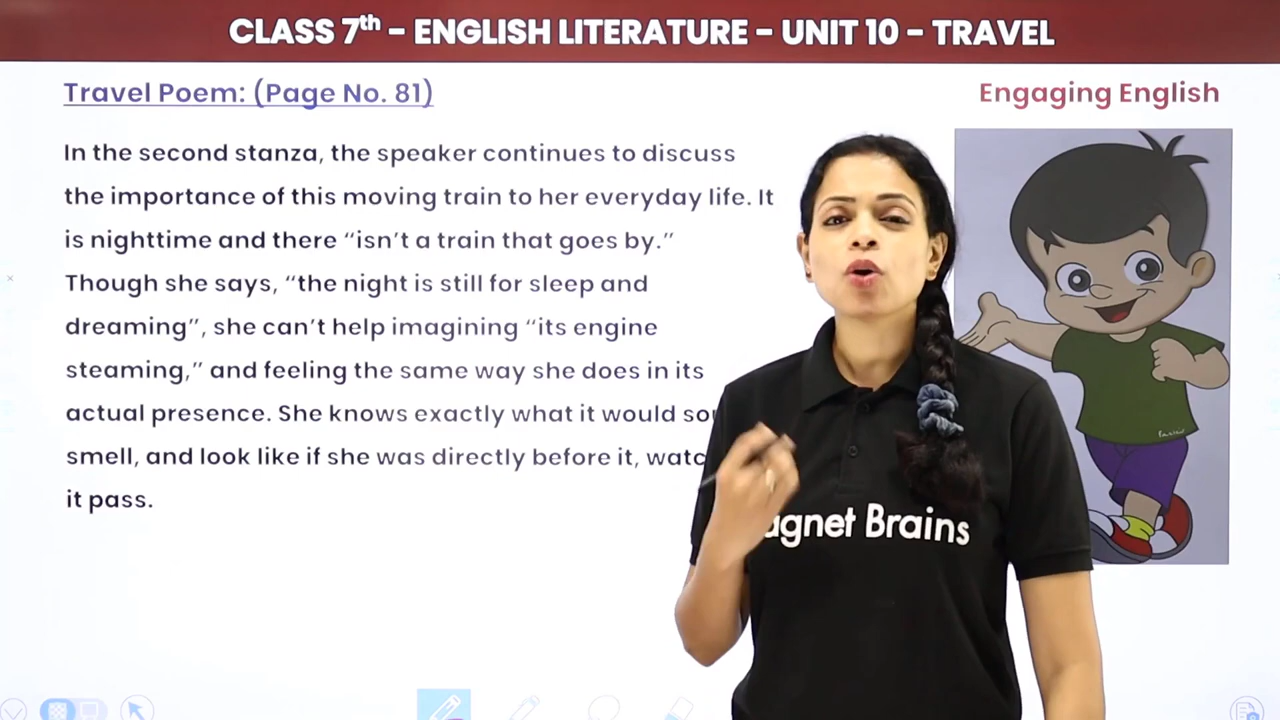 CLASS 7th – ENGLISH LITERATURE – UNIT 10 – TRAVEL
Travel Poem: (Page No. 81)
Engaging English
In the second stanza, the speaker continues to discuss
the importance of this moving train to her everyday life. It
is nighttime and there “isn’t a train that goes by.”
Though she says, “the night is still for sleep and
dreaming”, she can’t help imagining “its engine
steaming,” and feeling the same way she does in its
actual presence. She knows exactly what it would
smell, and look like if she was directly before it,
it pass.
Brains